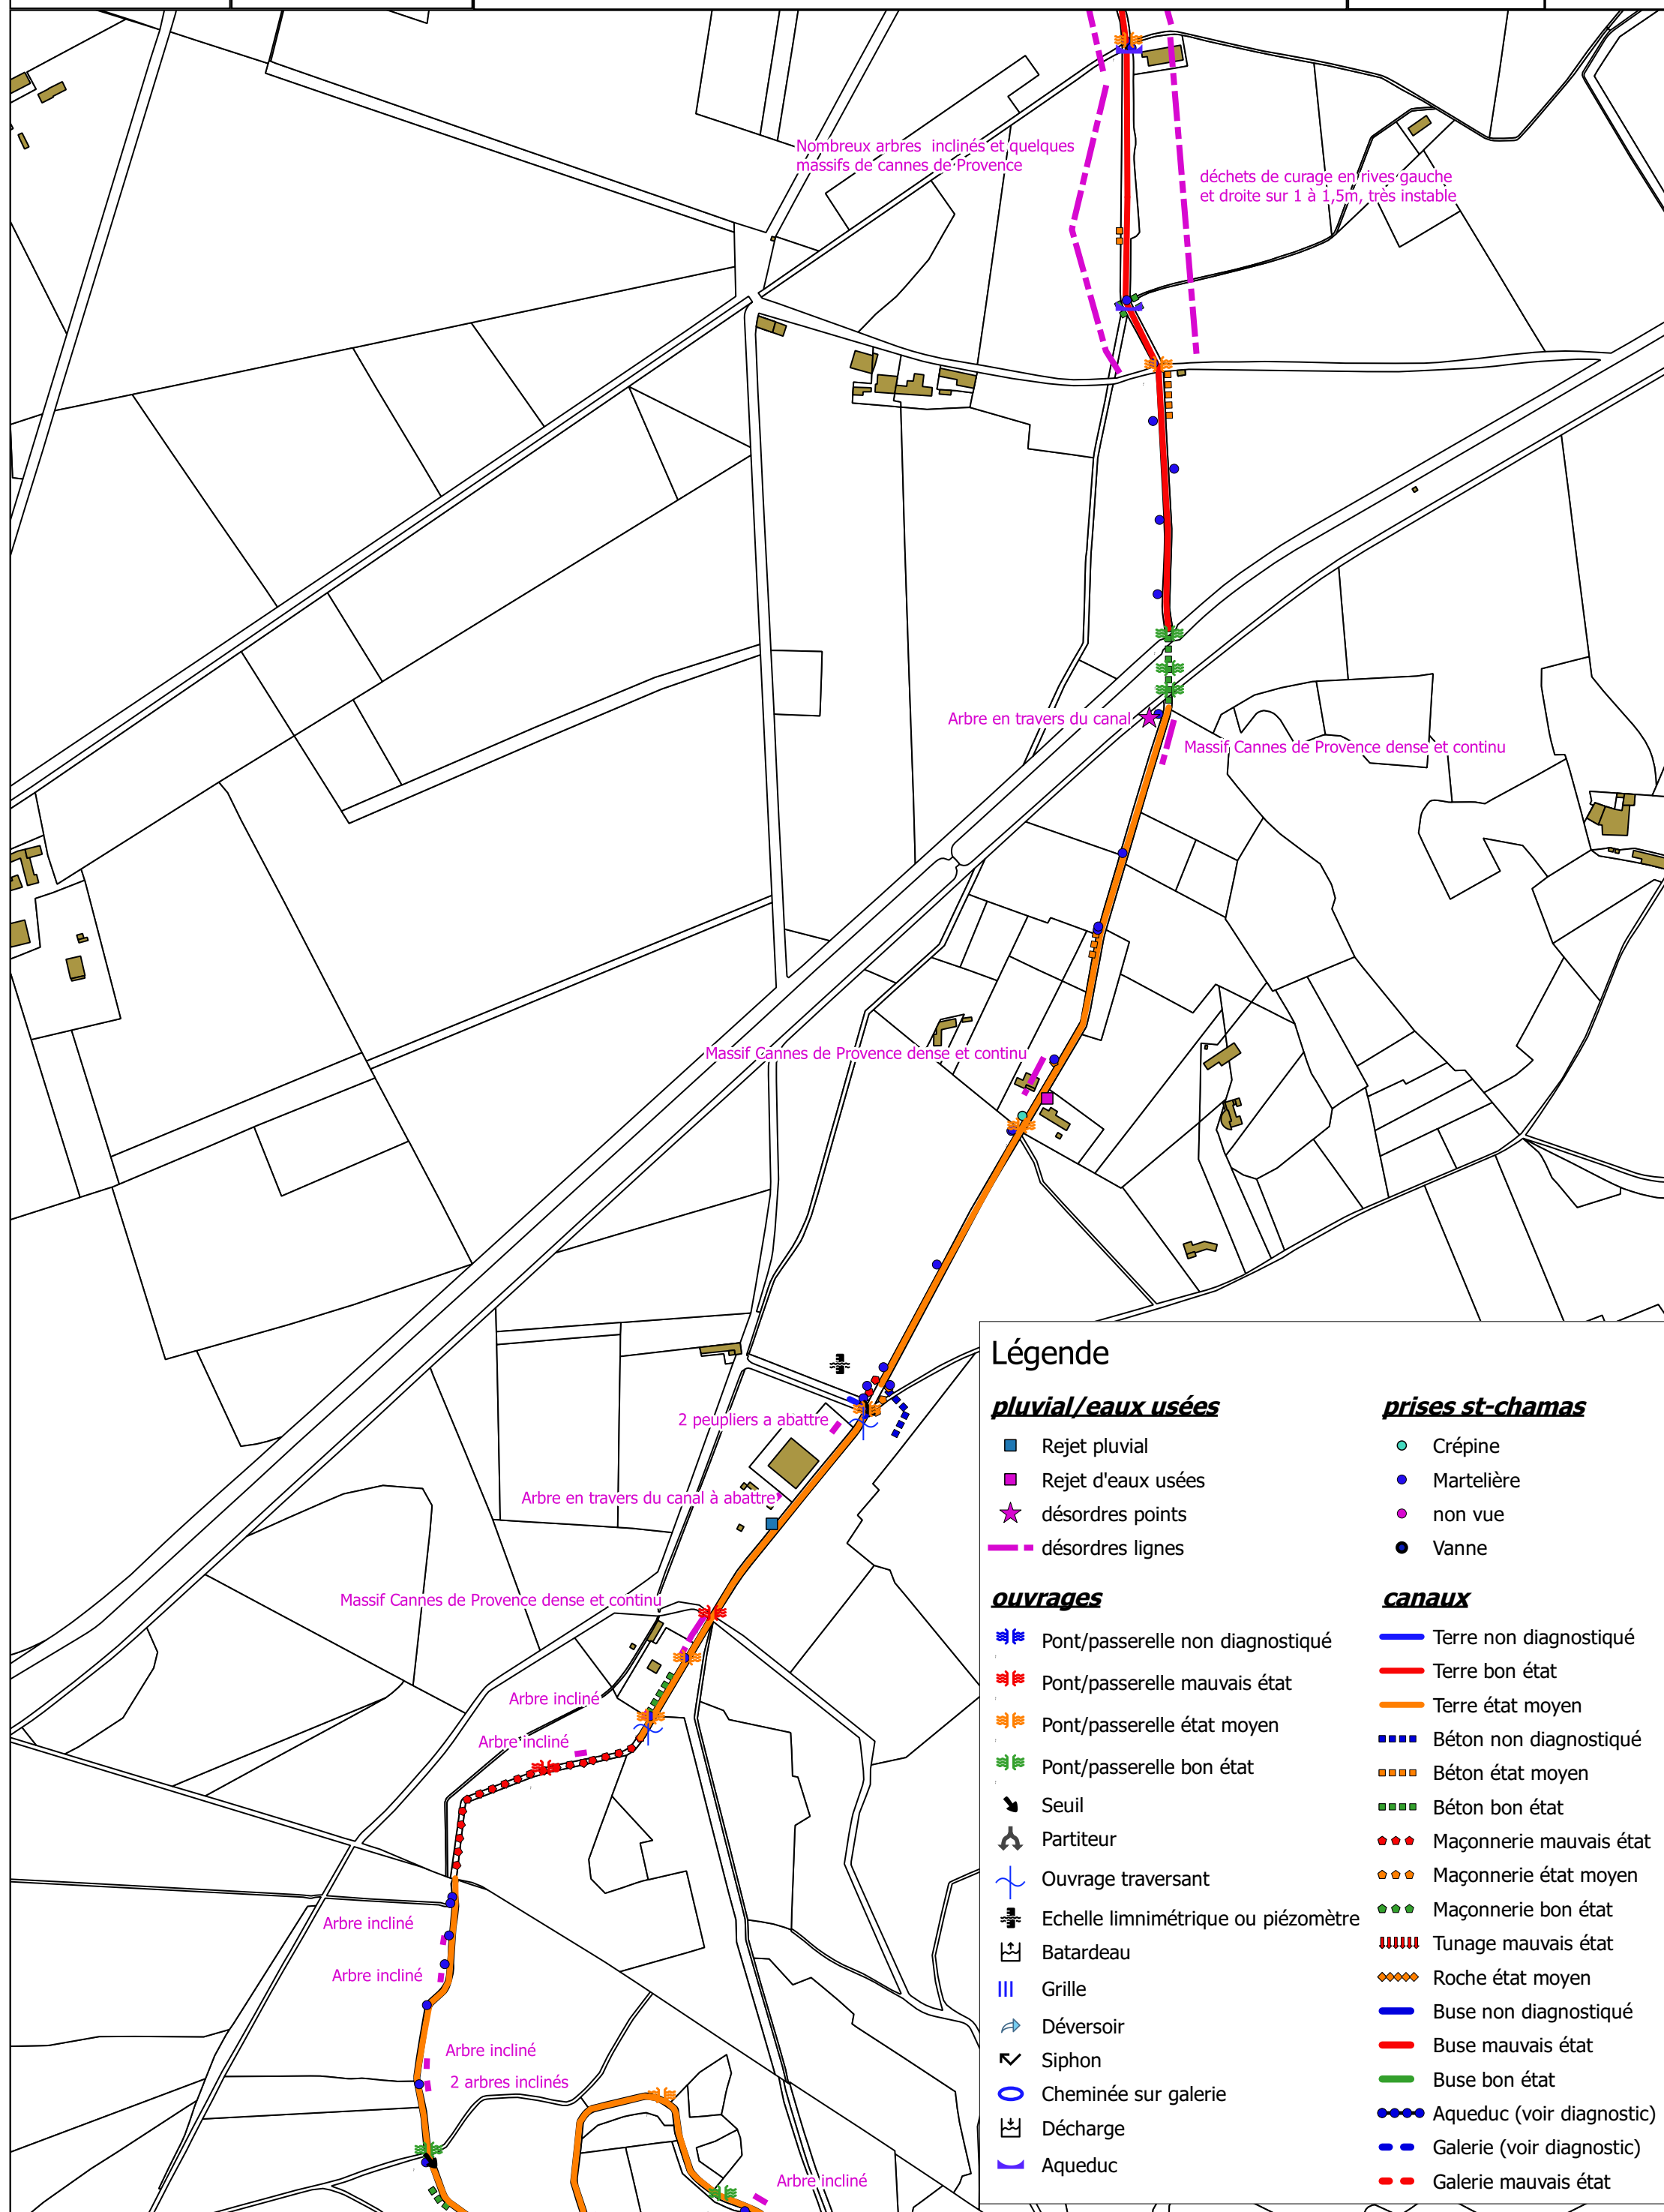 Nombreux arbres  inclinés et quelques
massifs de cannes de Provence
déchets de curage en rives gauche
et droite sur 1 à 1,5m, très instable
Arbre en travers du canal
Massif Cannes de Provence dense et continu
Massif Cannes de Provence dense et continu
2 peupliers a abattre
Arbre en travers du canal à abattre
Massif Cannes de Provence dense et continu
Arbre incliné
Arbre incliné
Arbre incliné
Arbre incliné
Arbre incliné
2 arbres inclinés
Arbre incliné
Légende
pluvial/eaux usées
Rejet pluvial
Rejet d'eaux usées
désordres points
désordres lignes
ouvrages
Pont/passerelle non diagnostiqué
Pont/passerelle mauvais état
Pont/passerelle état moyen
Pont/passerelle bon état
Seuil
Partiteur
Ouvrage traversant
Echelle limnimétrique ou piézomètre
Batardeau
Grille
Déversoir
Siphon
Cheminée sur galerie
Décharge
Aqueduc
prises st-chamas
Crépine
Martelière
non vue
Vanne
canaux
Terre non diagnostiqué
Terre bon état
Terre état moyen
Béton non diagnostiqué
Béton état moyen
Béton bon état
Maçonnerie mauvais état
Maçonnerie état moyen
Maçonnerie bon état
Tunage mauvais état
Roche état moyen
Buse non diagnostiqué
Buse mauvais état
Buse bon état
Aqueduc (voir diagnostic)
Galerie (voir diagnostic)
Galerie mauvais état